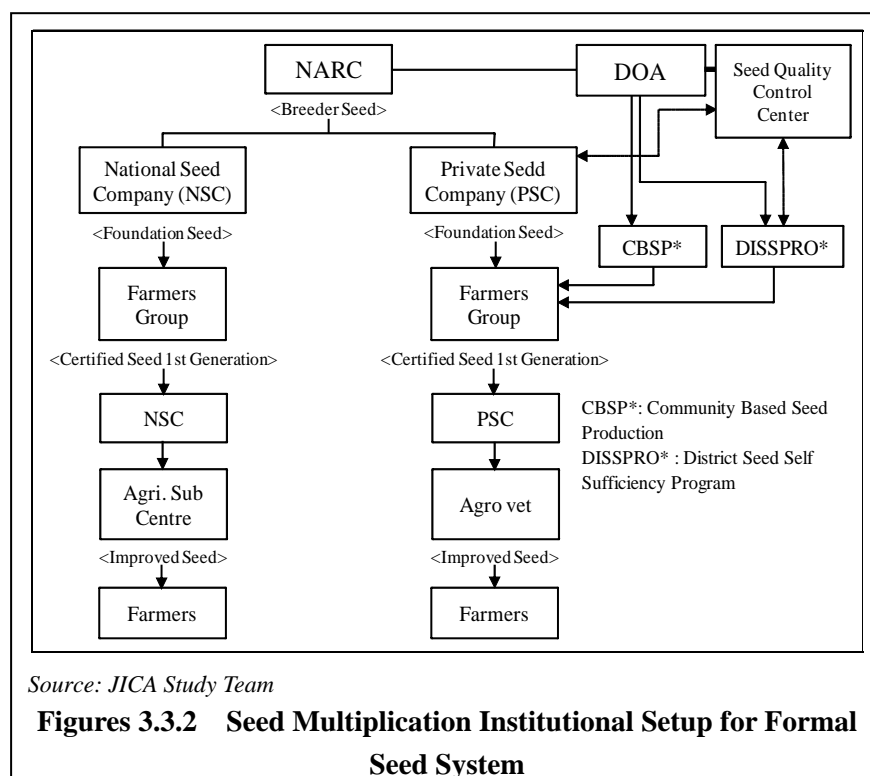 NARC
DOA
Seed Quality
Control
Center
<Breeder Seed>
National Seed
Company (NSC)
Private Sedd
Company (PSC)
<Foundation Seed>
<Foundation Seed>
CBSP*
DISSPRO*
Farmers
Group
Farmers
Group
<Certified Seed 1st Generation>
<Certified Seed 1st Generation>
NSC
PSC
CBSP*: Community Based Seed
Production
DISSPRO* : District Seed Self
Sufficiency Program
Agri. Sub
Centre
Agro vet
<Improved Seed>
<Improved Seed>
Farmers
Farmers
Source: JICA Study Team
Figures 3.3.2 Seed Multiplication Institutional Setup for Formal
Seed System